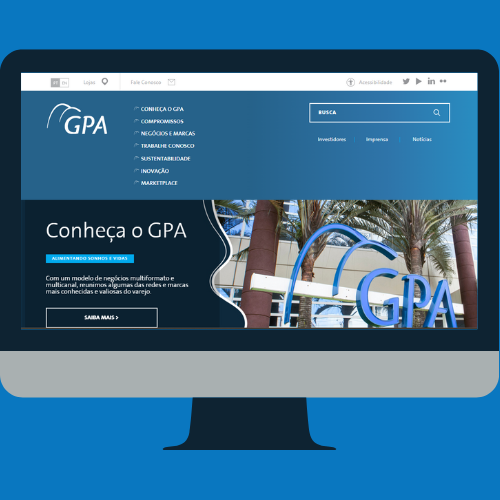 PT EN
Lojas
Fale Conosco
Acessibilidade
GPA
CONHEÇA O GPA
COMPROMISSOS
NEGÓCIOS E MARCAS
TRABALHE CONOSCO
SUSTENTABILIDADE
INOVAÇÃO
MARKETPLACE
BUSCA
Investidores
Imprensa
Notícias
Conheça o GPA
ALIMENTANDO SONHOS E VIDAS
Com um modelo de negócios multiformato e
multicanal, reunimos algumas das redes e marcas
mais conhecidas e valiosas do varejo.
SAIBA MAIS >
GPA